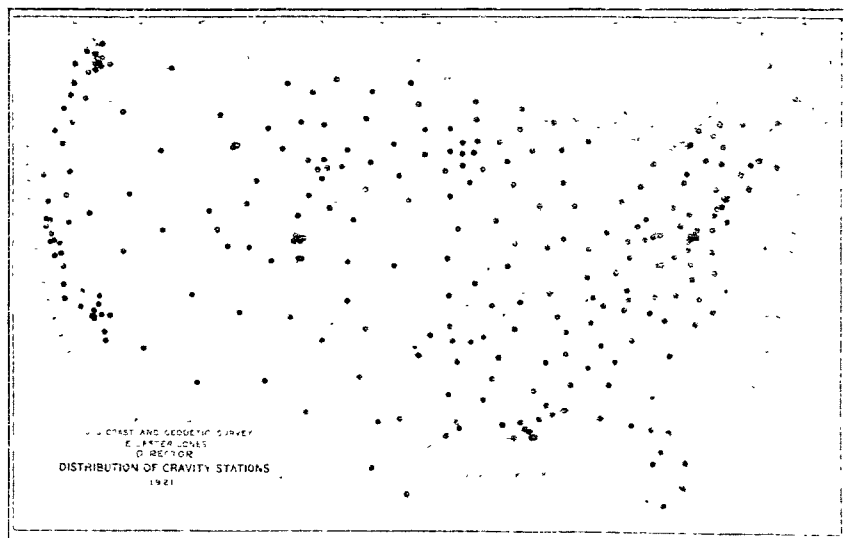 U. S. COAST AND GEODETIC SURVEY
E. LESTER JONES
DIRECTOR
DISTRIBUTION OF GRAVITY STATIONS
1921